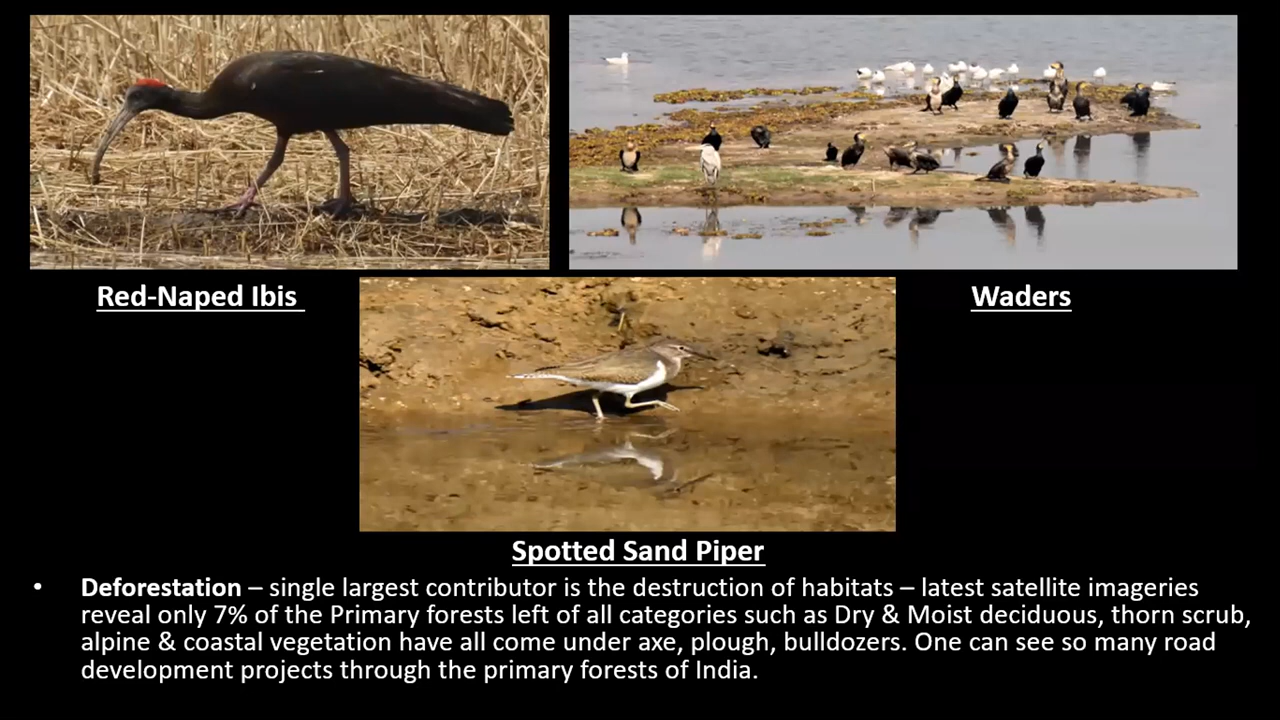 Red-Naped Ibis
Waders
Spotted Sand Piper
• Deforestation – single largest contributor is the destruction of habitats – latest satellite imageries
reveal only 7% of the Primary forests left of all categories such as Dry & Moist deciduous, thorn scrub,
alpine & coastal vegetation have all come under axe, plough, bulldozers. One can see so many road
development projects through the primary forests of India.